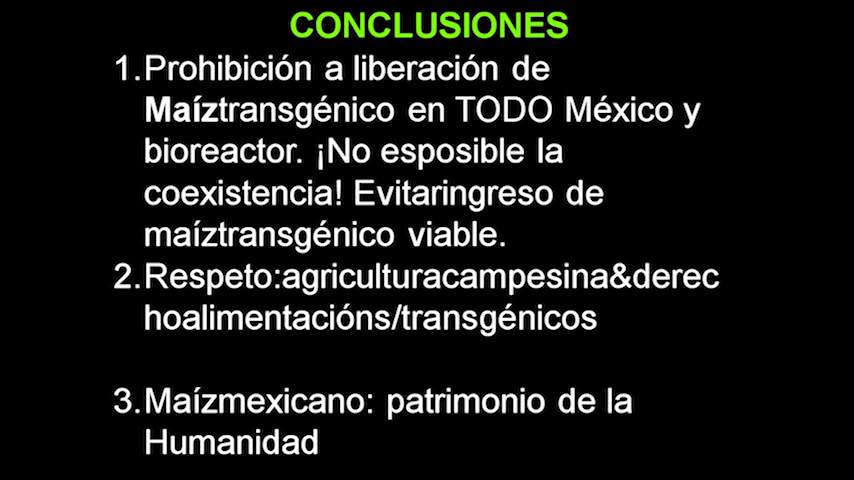 CONCLUSIONES
1.Prohibición a liberación de
Maíztransgénico en TODO México y
bioreactor. ¡No esposible la
coexistencia! Evitaringreso de
maíztransgénico viable.
2.Respeto:agriculturacampesina&derec
hoalimentacións/transgénicos
3.Maízmexicano: patrimonio de la
Humanidad